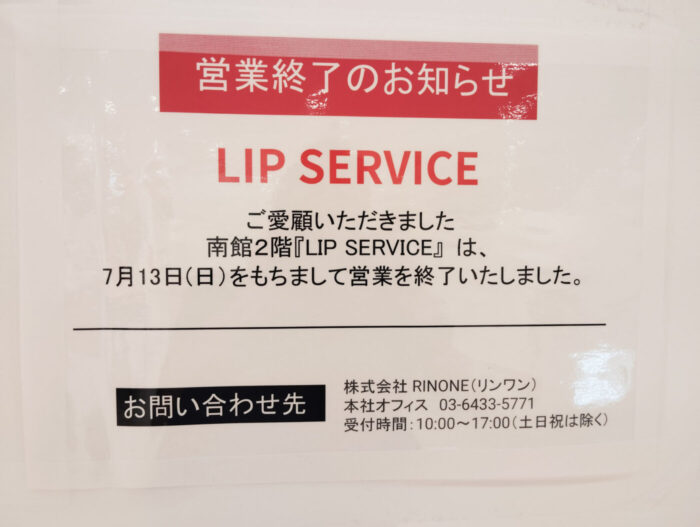 営業終了のお知らせ
LIP SERVICE
ご愛顧いただきました
南館2階『LIP SERVICE』は、
7月13日(日)をもちまして営業を終了いたしました。
お問い合わせ先
株式会社 RINONE(リンワン)
本社オフィス 03-6433-5771
受付時間:10:00～17:00(土日祝は除く)